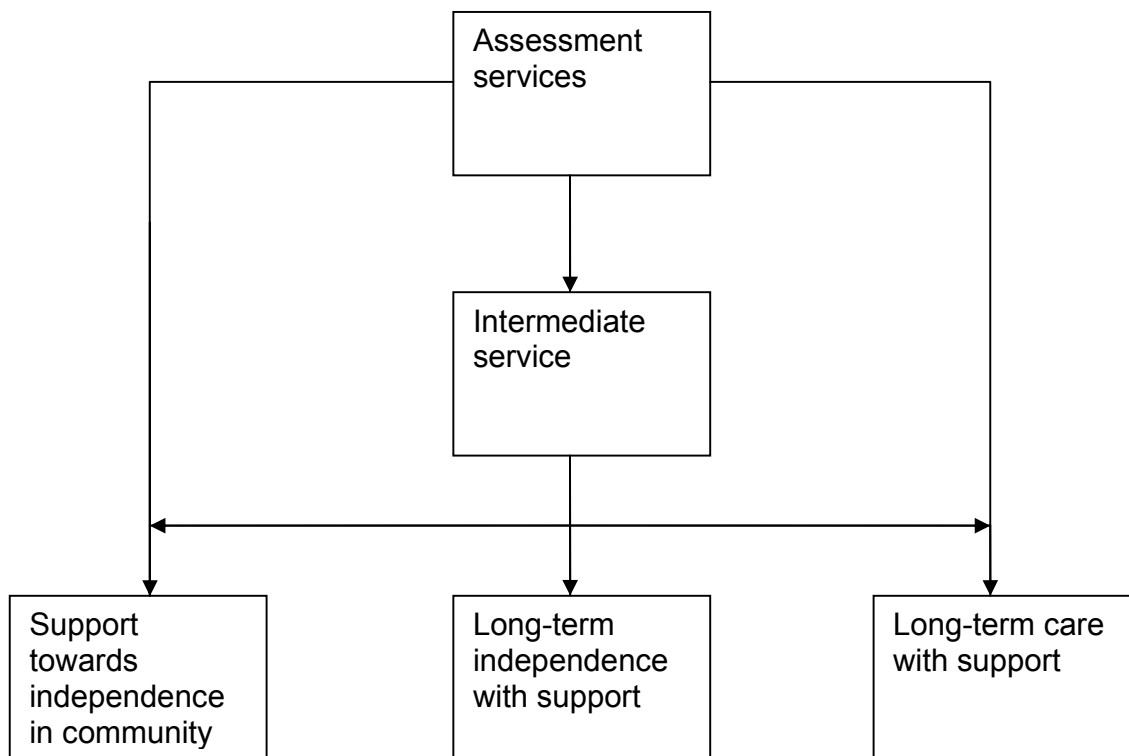 Assessment
services
Intermediate
service
Support
towards
independence
in community
Long-term
independence
with support
Long-term care
with support